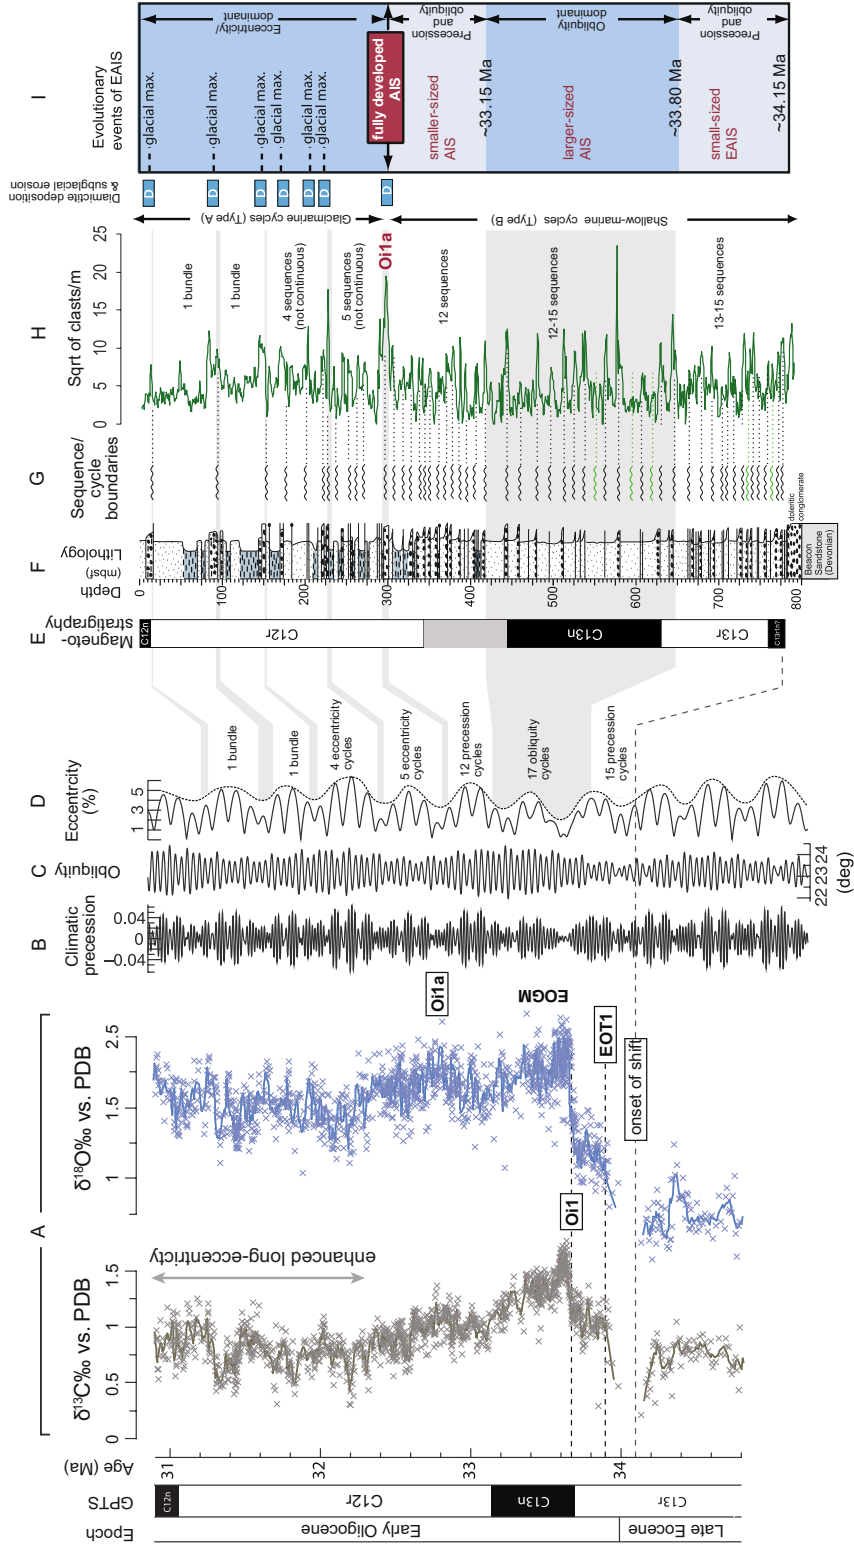 A
B
C
D
E
F
G
H
I
Epoch
GPTS
Age (Ma)
δ13C‰ vs. PDB
δ18O‰ vs. PDB
Climatic
precession
Obliquity
Eccentrcity
(%)
Magneto-
stratigraphy
Depth
(mbsf)
Lithology
Sequence/
cycle
boundaries
Sqrt of clasts/m
Diamictite deposition
& subglacial erosion
Evolutionary
events of EAIS
Early Oligocene
Late Eocene
C12n
C12r
C13n
C13r
31
32
33
34
0
0.5
1
1.5
enhanced long-eccentricty
Oi1
1
1.5
2.5
Oi1a
EOGM
EOT1
onset of shift
0.04
0
−0.04
22 23 24
(deg)
1 3 5
1 bundle
1 bundle
4 eccentricity
cycles
5 eccentricity
cycles
12 precession
cycles
17 obliquity
cycles
15 precession
cycles
C12n
C12r
C13n
C13r
C13r1n?
0
100
200
300
400
500
600
700
800
doleritic
conglomerate
Beacon
Sandstone
(Devonian)
0
5
10
15
20
25
1 bundle
1 bundle
4 sequences
(not continuous)
5 sequences
(not continuous)
Oi1a
12 sequences
12-15 sequences
13-15 sequences
Glacimarine cycles (Type A)
Shallow-marine cycles (Type B)
D
D
D
D
D
D
D
glacial max.
glacial max.
glacial max.
glacial max.
glacial max.
glacial max.
fully developed
AIS
smaller-sized
AIS
~33.15 Ma
larger-sized
AIS
~33.80 Ma
small-sized
EAIS
~34.15 Ma
Eccentricity/
dominant
Precession
and
obliquity
Obliquity
dominant
Precession
and
obliquity